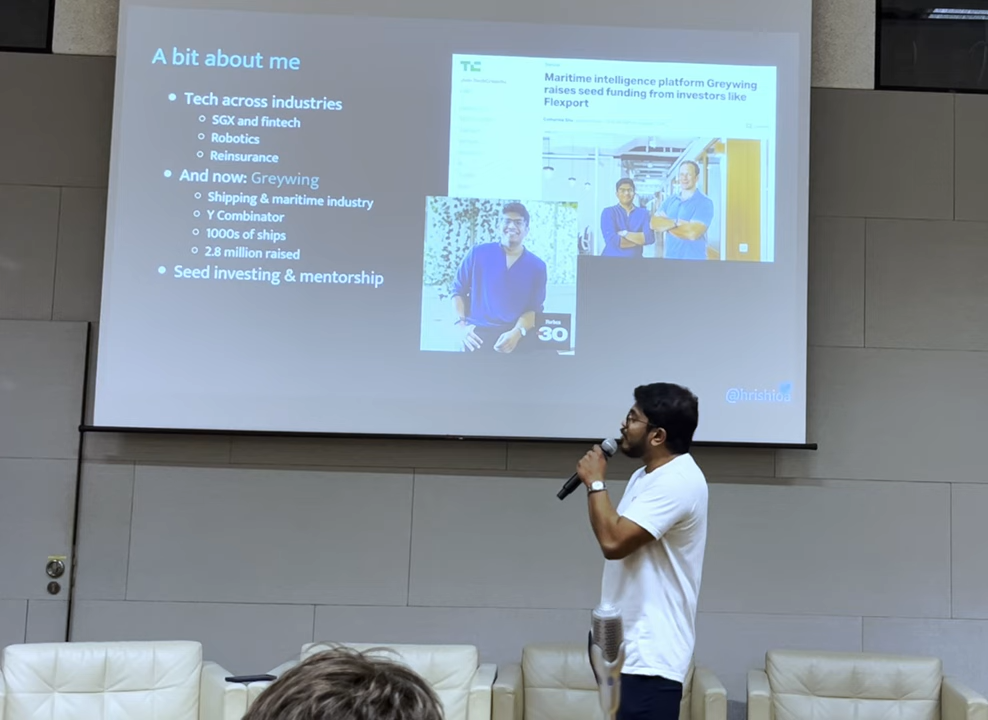 A bit about me
Tech across industries
SGX and fintech
Robotics
Reinsurance
And now: Greywing
Shipping & maritime industry
Y Combinator
1000s of ships
2.8 million raised
Seed investing & mentorship
TC
Maritime intelligence platform Greywing
raises seed funding from investors like
Flexport
Forbes
30